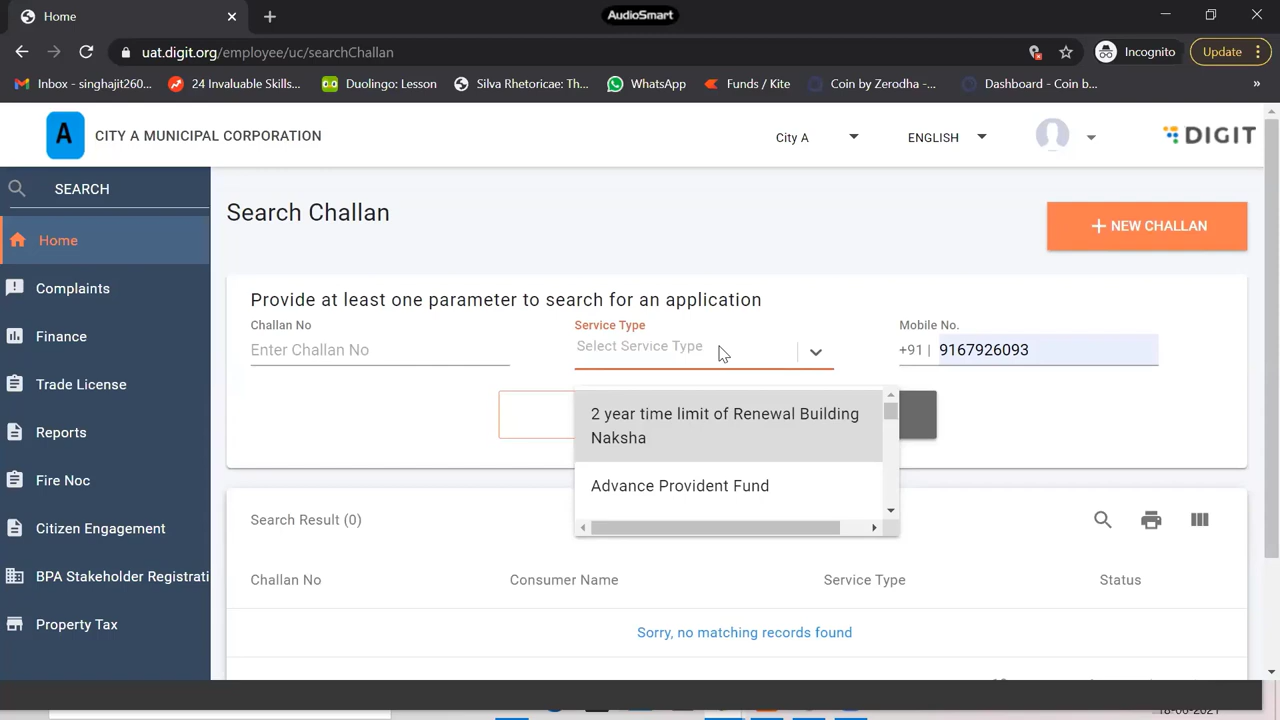 Home
AudioSmart
uat.digit.org/employee/uc/searchChallan
Incognito
Update
Inbox - singhajit260...
24 Invaluable Skills...
Duolingo: Lesson
Silva Rhetoricae: Th...
WhatsApp
Funds / Kite
Coin by Zerodha -...
Dashboard - Coin b...
»
A
CITY A MUNICIPAL CORPORATION
City A
ENGLISH
DIGIT
SEARCH
Home
Complaints
Finance
Trade License
Reports
Fire Noc
Citizen Engagement
BPA Stakeholder Registrati
Property Tax
Search Challan
+ NEW CHALLAN
Provide at least one parameter to search for an application
Challan No
Service Type
Mobile No.
Enter Challan No
Select Service Type
+91 | 9167926093
2 year time limit of Renewal Building
Naksha
Advance Provident Fund
Search Result (0)
Challan No
Consumer Name
Service Type
Status
Sorry, no matching records found